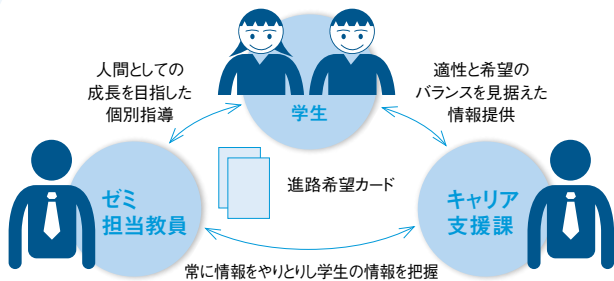 人間としての
成長を目指した
個別指導
学生
適性と希望の
バランスを見据えた
情報提供
ゼミ
担当教員
進路希望カード
キャリア
支援課
常に情報をやりとりし学生の情報を把握